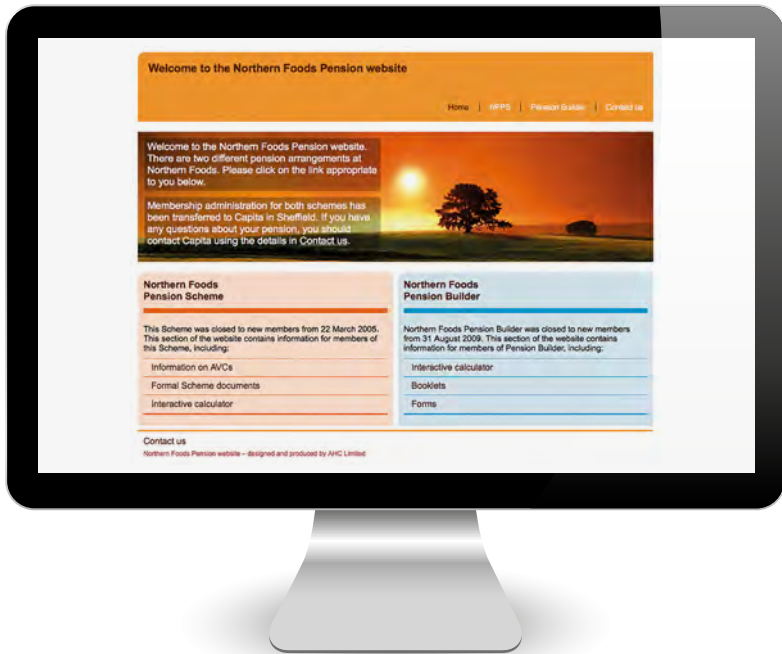 Welcome to the Northern Foods Pension website
Home | NFPS | Pension Builder | Contact us
Welcome to the Northern Foods Pension website.
There are two different pension arrangements at
Northern Foods. Please click on the link appropriate
to you below.
Membership administration for both schemes has
been transferred to Capita in Sheffield. If you have
any questions about your pension, you should
contact Capita using the details in Contact us.
Northern Foods
Pension Scheme
This Scheme was closed to new members from 22 March 2005.
This section of the website contains information for members of
this Scheme, including:
Information on AVCs
Formal Scheme documents
Interactive calculator
Northern Foods
Pension Builder
Northern Foods Pension Builder was closed to new members
from 31 August 2009. This section of the website contains
information for members of Pension Builder, including:
Interactive calculator
Booklets
Forms
Contact us
Northern Foods Pension website – designed and produced by AHC Limited